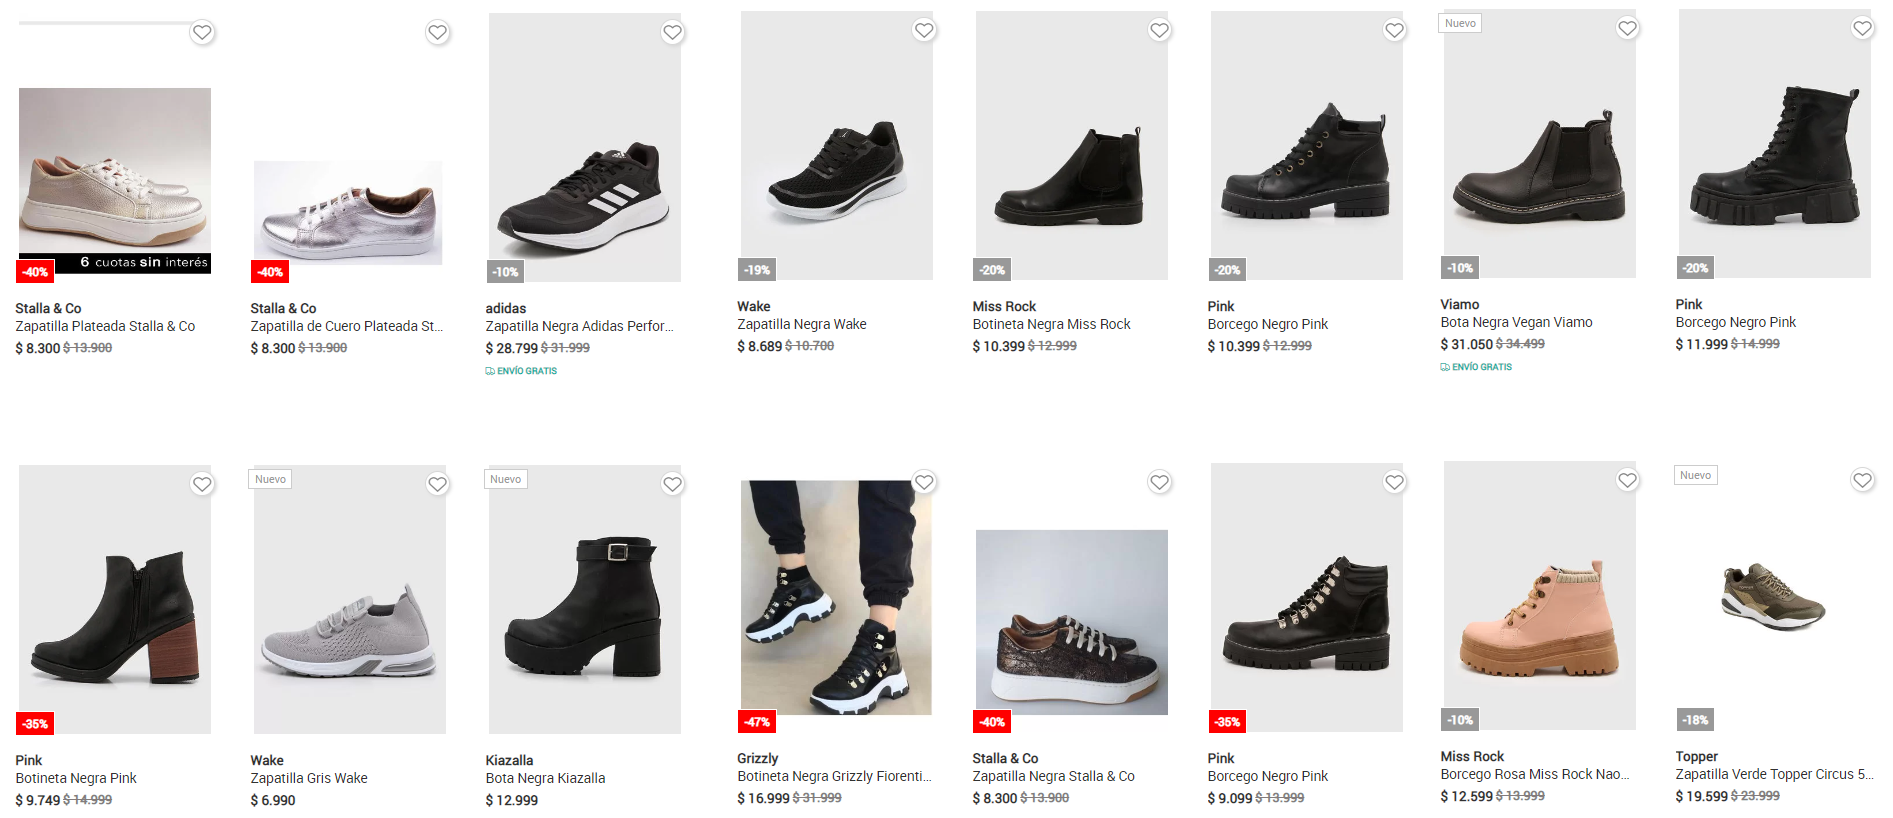 6 cuotas sin interés
-40%
Stalla & Co
Zapatilla Plateada Stalla & Co
$ 8.300 $ 13.900
-40%
Stalla & Co
Zapatilla de Cuero Plateada St...
$ 8.300 $ 13.900
-10%
adidas
Zapatilla Negra Adidas Perfor...
$ 28.799 $ 31.999
ENVÍO GRATIS
-19%
Wake
Zapatilla Negra Wake
$ 8.689 $ 10.700
-20%
Miss Rock
Botineta Negra Miss Rock
$ 10.399 $ 12.999
-20%
Pink
Borcego Negro Pink
$ 10.399 $ 12.999
Nuevo
-10%
Viamo
Bota Negra Vegan Viamo
$ 31.050 $ 34.499
ENVÍO GRATIS
-20%
Pink
Borcego Negro Pink
$ 11.999 $ 14.999
-35%
Pink
Botineta Negra Pink
$ 9.749 $ 14.999
Nuevo
Wake
Zapatilla Gris Wake
$ 6.990
Nuevo
Kiazalla
Bota Negra Kiazalla
$ 12.999
-47%
Grizzly
Botineta Negra Grizzly Fiorenti...
$ 16.999 $ 31.999
-40%
Stalla & Co
Zapatilla Negra Stalla & Co
$ 8.300 $ 13.900
-35%
Pink
Borcego Negro Pink
$ 9.099 $ 13.999
-10%
Miss Rock
Borcego Rosa Miss Rock Nao...
$ 12.599 $ 13.999
Nuevo
-18%
Topper
Zapatilla Verde Topper Circus 5...
$ 19.599 $ 23.999